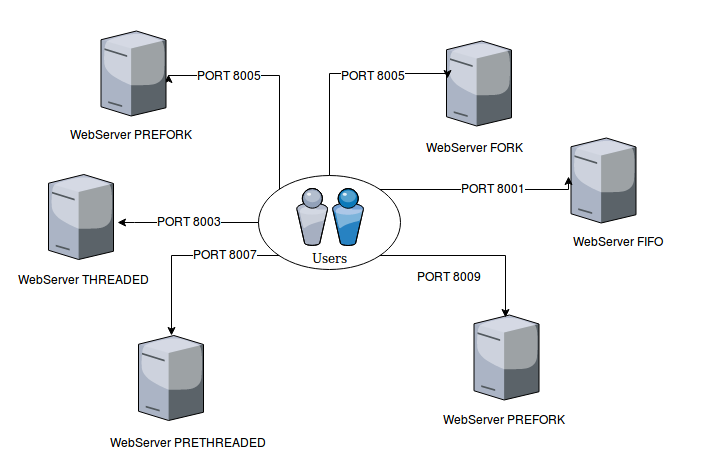 PORT 8005
PORT 8005
WebServer PREFORK
WebServer FORK
PORT 8001
PORT 8003
WebServer FIFO
PORT 8007
Users
WebServer THREADED
PORT 8009
WebServer PREFORK
WebServer PRETHREADED